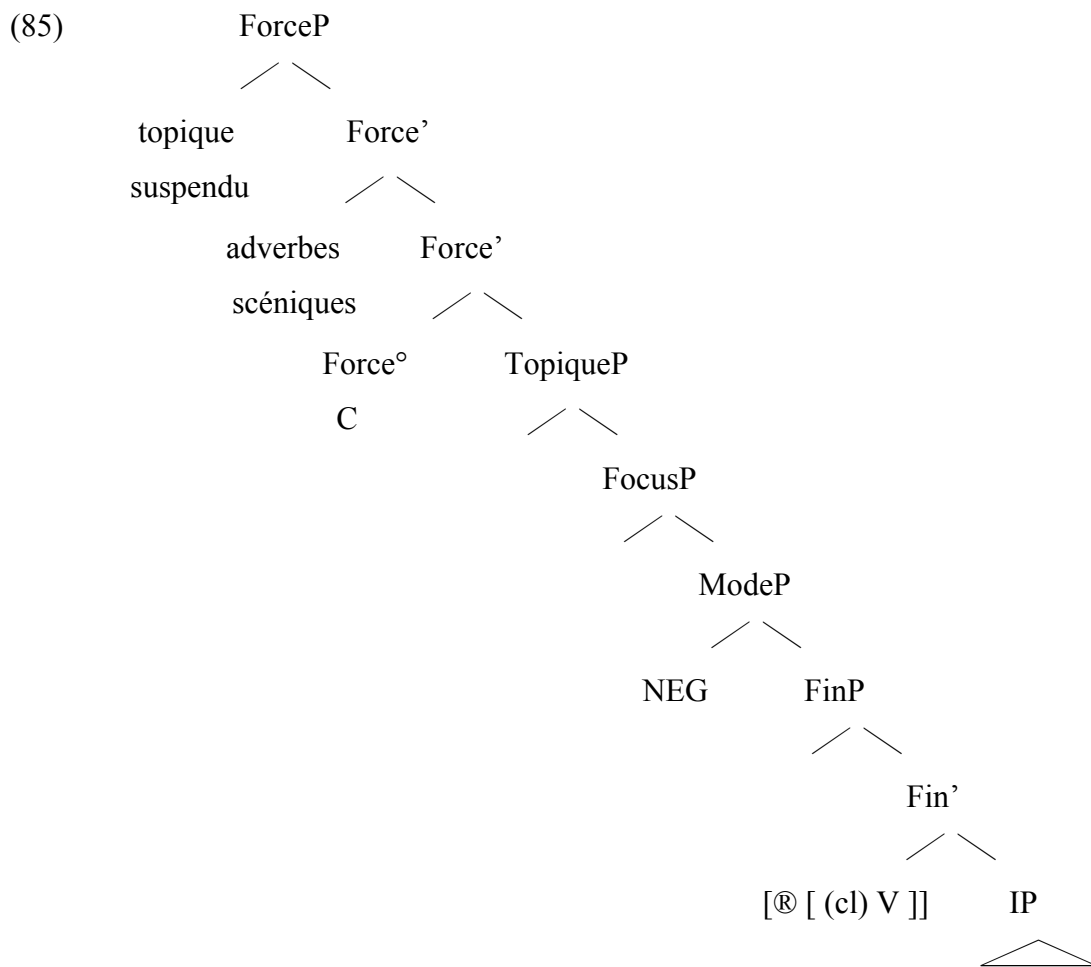 (85) ForceP
topique Force’
suspendu
adverbes Force’
scéniques
Force° TopiqueP
C
FocusP
ModeP
NEG FinP
Fin’
[® [ (cl) V ]] IP